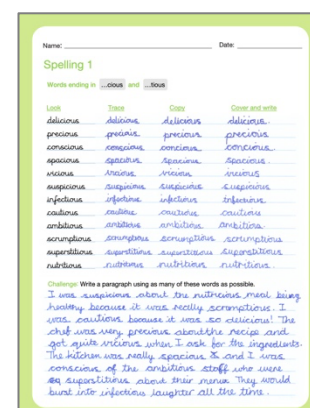 Name: Date:
Spelling 1
Words ending in ...cious and ...tious
Look Trace Copy Cover and write
delicious delicious delicious delicious.
precious precious precious precious
conscious conscious concious concious.
spacious spacious spacious spacious.
vicious vicious vicious vicious
suspicious suspicious suspicious suspicious
infectious infectious infectious infectious.
cautious cautious cautious cautious
ambitious ambitious ambitious ambitious.
scrumptious scrumptious scrumptious scrumptious
superstitious superstitious superstitious superstitious.
nutritious nutritious nutritious nutritious.
Challenge: Write a paragraph using as many of these words as possible.
I was suspicious about the nutricious meal being
healthy because it was really scrumptious. I
was cautious because it was so delicious! The
chef was very precious about the recipe and
got quite vicious when I ask for the ingredients.
The kitchen was really spacious & and I was
conscious of the ambitious staff who were
superstitious about their menu. They would
burst into infectious laughter all the time.